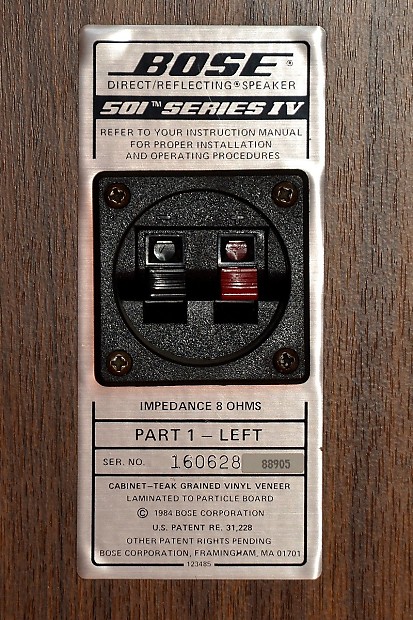 BOSE®
DIRECT/REFLECTING® SPEAKER
501™ SERIES IV
REFER TO YOUR INSTRUCTION MANUAL
FOR PROPER INSTALLATION
AND OPERATING PROCEDURES
IMPEDANCE 8 OHMS
PART 1 – LEFT
SER. NO. 160628 88905
CABINET–TEAK GRAINED VINYL VENEER
LAMINATED TO PARTICLE BOARD
© 1984 BOSE CORPORATION
U.S. PATENT RE. 31,228
OTHER PATENT RIGHTS PENDING
BOSE CORPORATION, FRAMINGHAM, MA 01701
123485